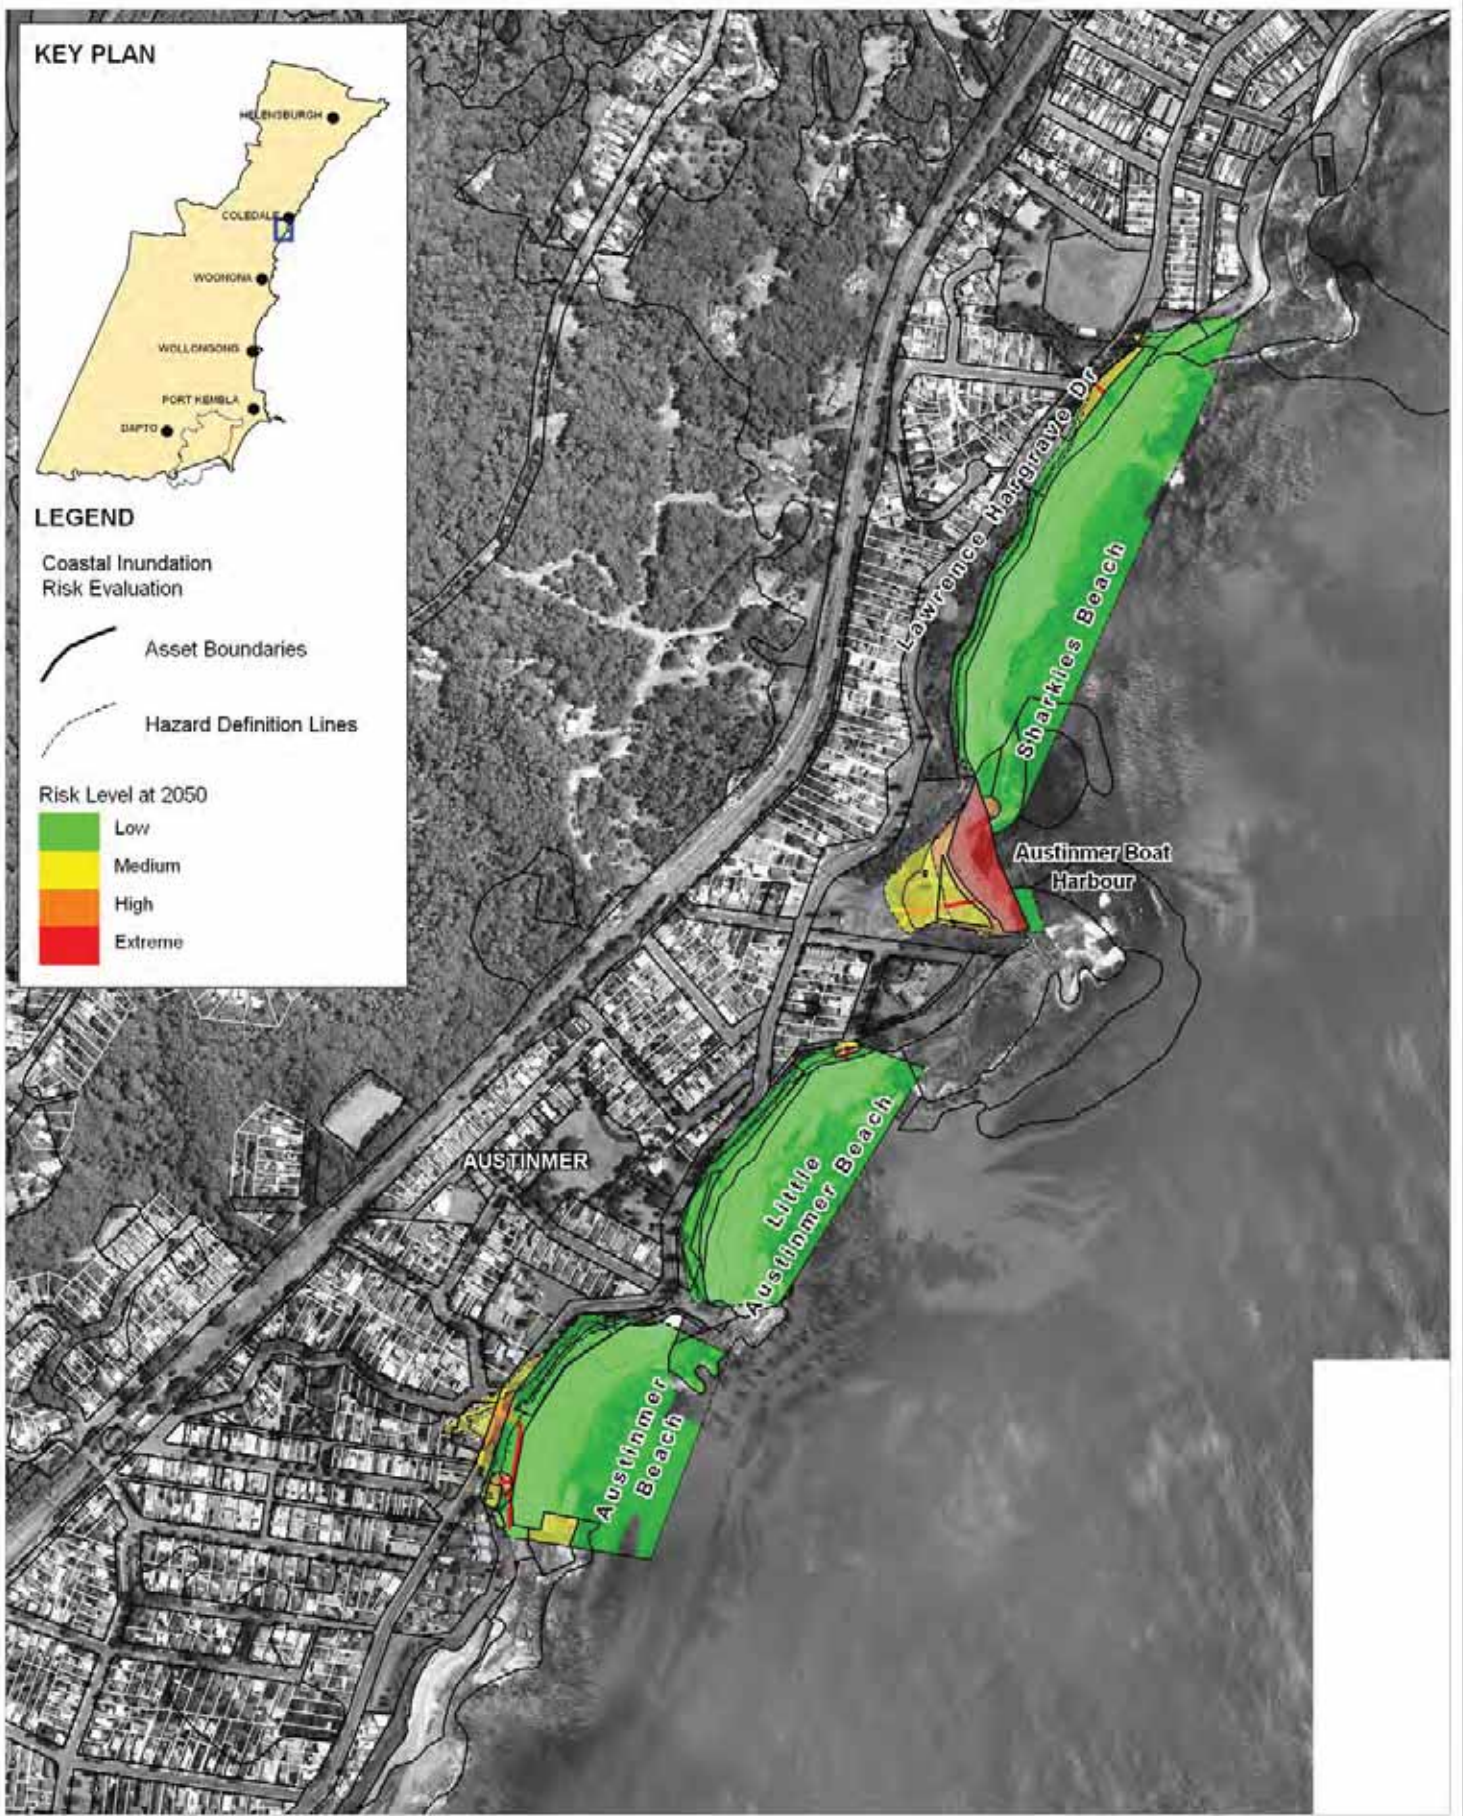 KEY PLAN
HELENSBURGH
COLEDALE
WOONONA
WOLLONGONG
PORT KEMBLA
DAPTO
LEGEND
Coastal Inundation
Risk Evaluation
Asset Boundaries
Hazard Definition Lines
Risk Level at 2050
Low
Medium
High
Extreme
Lawrence Hargrave Dr
Sharkies Beach
Austinmer Boat
Harbour
Little
Austinmer Beach
AUSTINMER
Austinmer
Beach